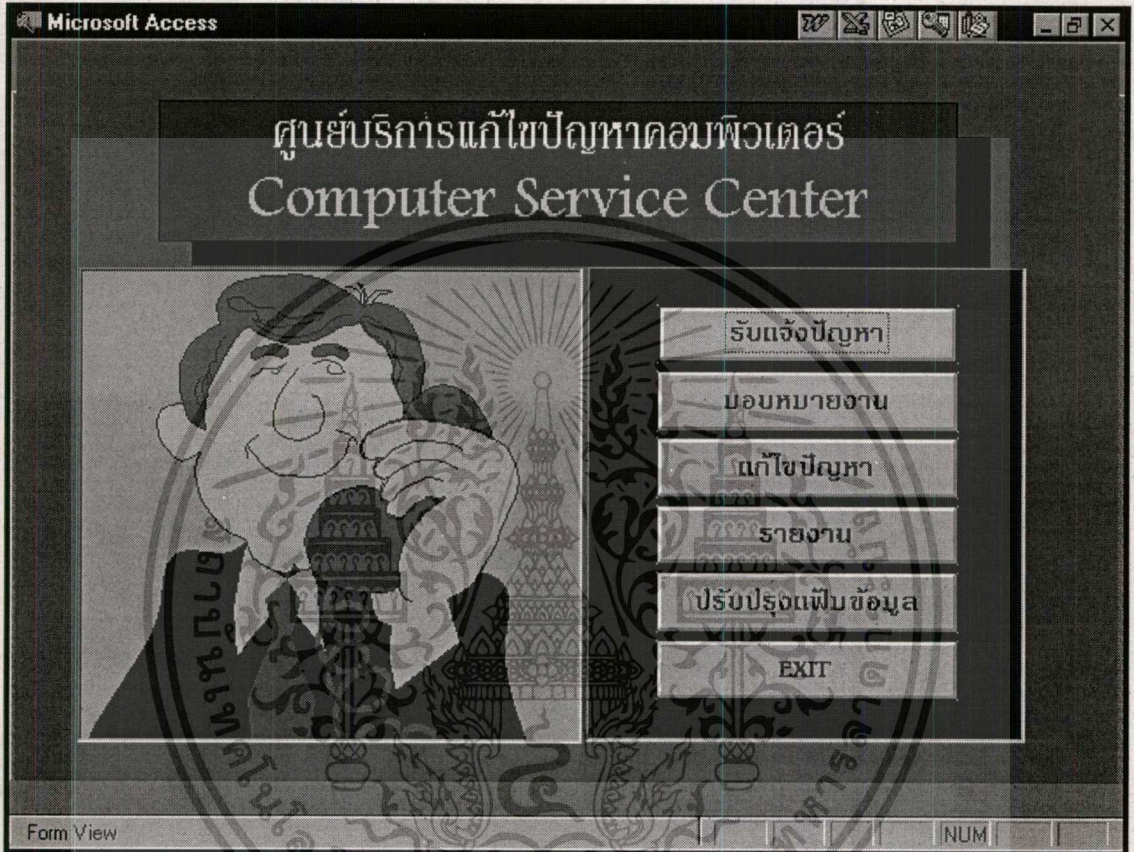 Microsoft Access
ศูนย์บริการแก้ไขปัญหาคอมพิวเตอร์
Computer Service Center
รับแจ้งปัญหา
มอบหมายงาน
แก้ไขปัญหา
รายงาน
ปรับปรุงแฟ้มข้อมูล
EXIT
Form View
NUM